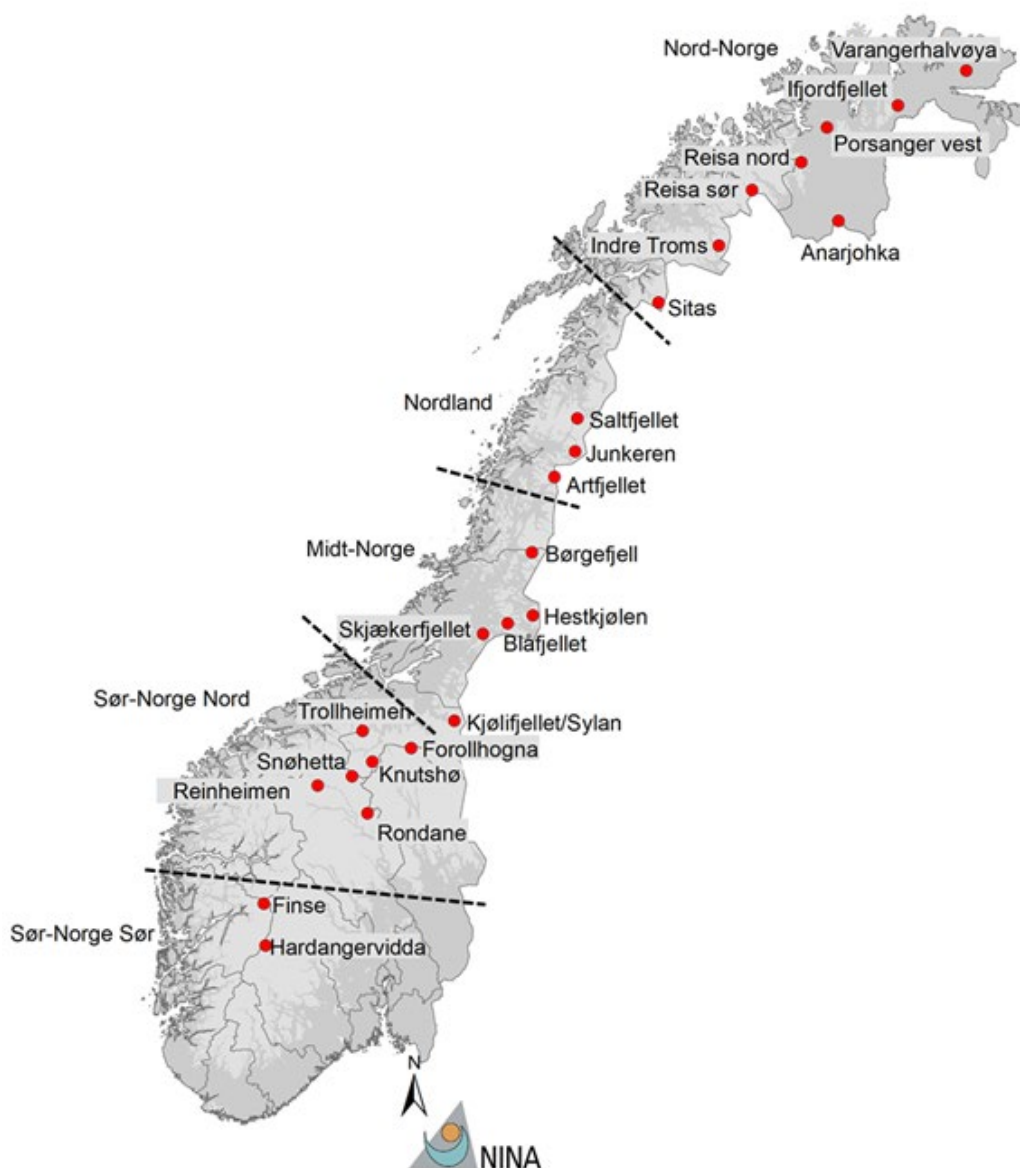 Nord-Norge
Varangerhalvøya
Ifjordfjellet
Porsanger vest
Reisa nord
Reisa sør
Anarjohka
Indre Troms
Sitas
Nordland
Saltfjellet
Junkeren
Artfjellet
Midt-Norge
Børgefjell
Hestkjølen
Skjækerfjellet
Blåfjellet
Sør-Norge Nord
Trollheimen
Kjølifjellet/Sylan
Forollhogna
Snøhetta
Knutshø
Reinheimen
Rondane
Finse
Sør-Norge Sør
Hardangervidda
N
NINA